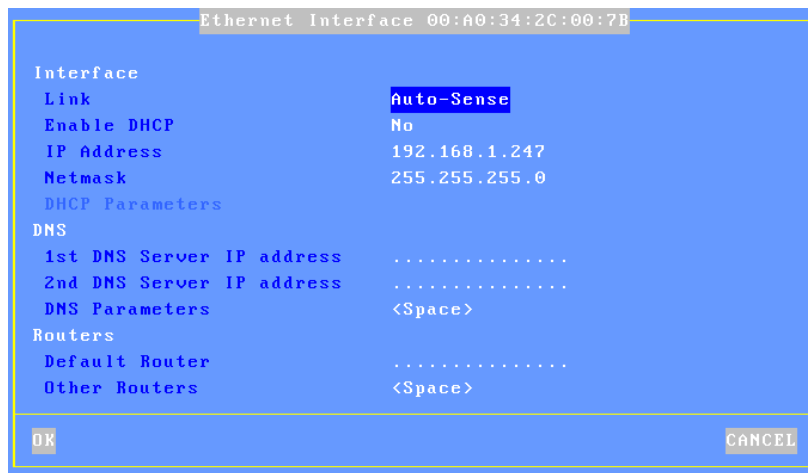 Ethernet Interface 00:A0:34:2C:00:7B
Interface
Link Auto-Sense
Enable DHCP No
IP Address 192.168.1.247
Netmask 255.255.255.0
DHCP Parameters
DNS
1st DNS Server IP address ...............
2nd DNS Server IP address ...............
DNS Parameters <Space>
Routers
Default Router ...............
Other Routers <Space>
OK CANCEL